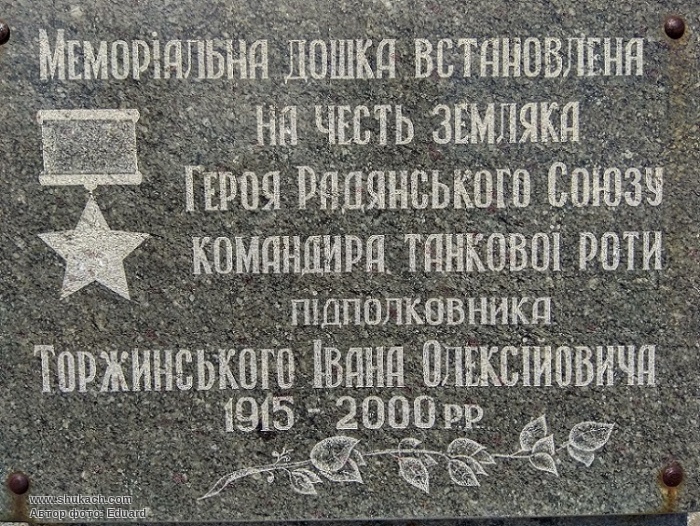 Меморіальна дошка встановлена
на честь земляка
Героя Радянського Союзу
командира танкової роти
підполковника
Торжинського Івана Олексійовича
1915 - 2000 р.р.
www.shukach.com
Автор фото: Eduard